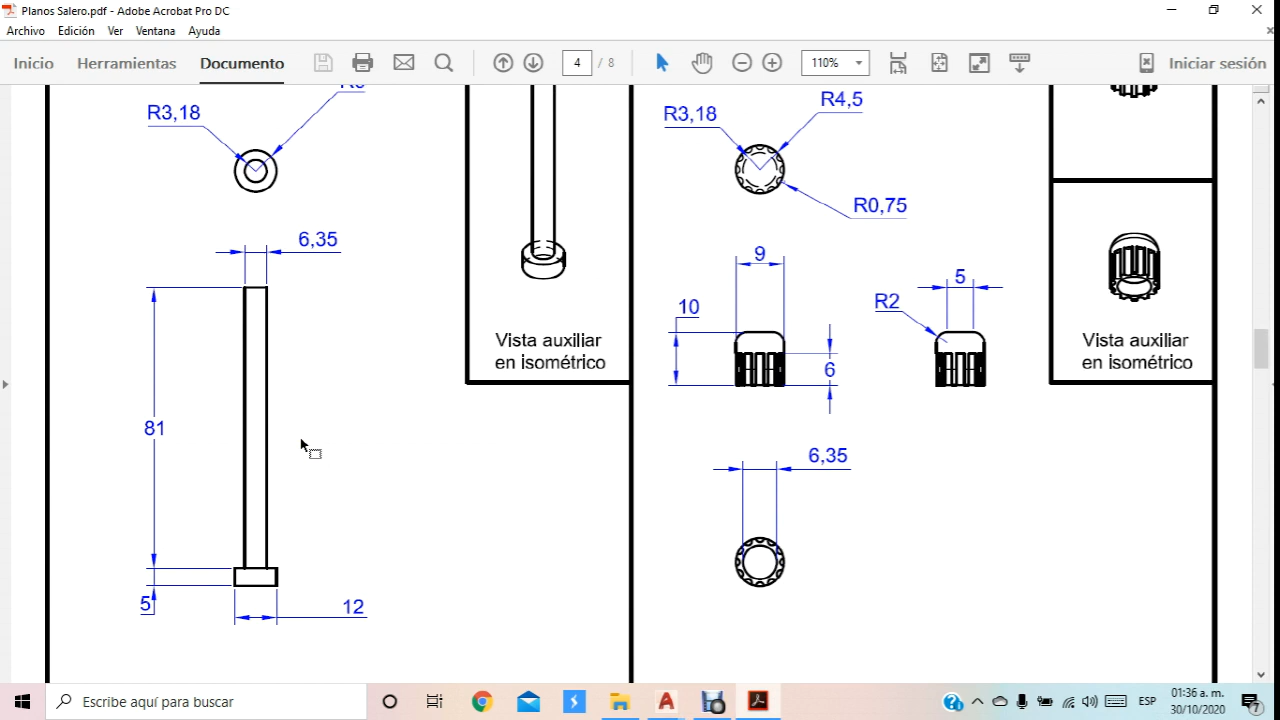 Planos Salero.pdf - Adobe Acrobat Pro DC
Archivo Edición Ver Ventana Ayuda
Inicio Herramientas Documento 4 / 8 110% Iniciar sesión
R3,18
R3,18 R4,5
R0,75
6,35
9
5
10
R2
6
Vista auxiliar
en isométrico
Vista auxiliar
en isométrico
81
6,35
5
12
Escribe aquí para buscar
ESP
01:36 a. m.
30/10/2020
7